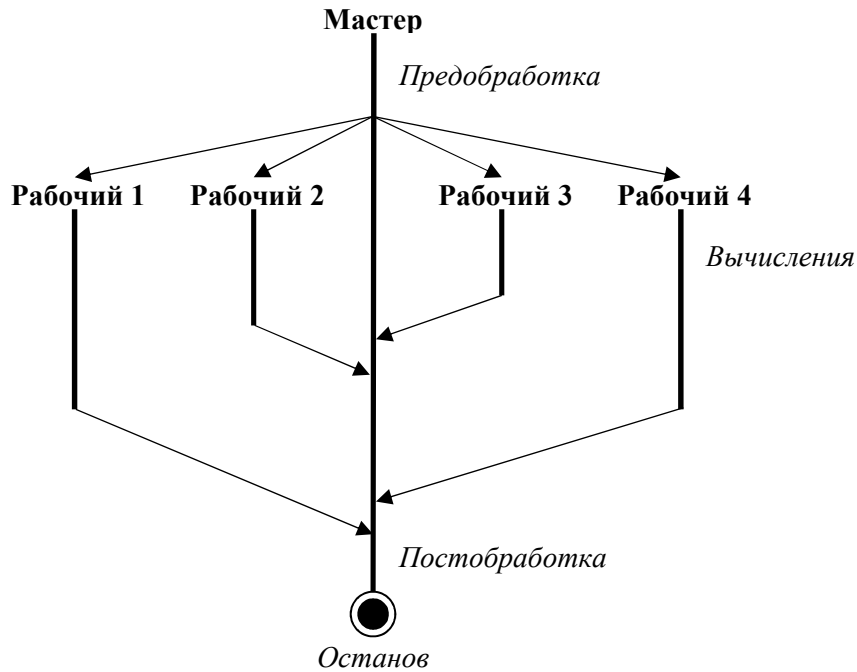 Мастер
Предобработка
Рабочий 1 Рабочий 2 Рабочий 3 Рабочий 4
Вычисления
Постобработка
Останов